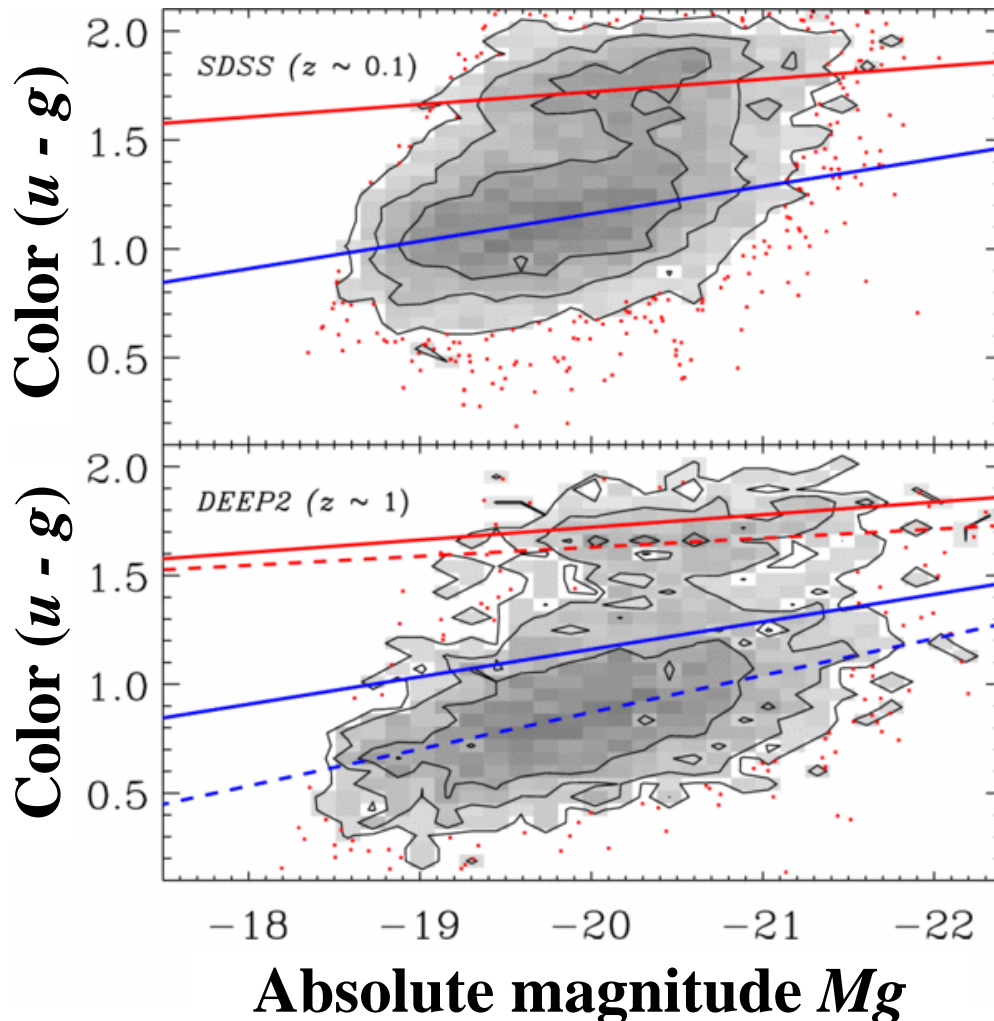 Color (u - g)
2.0
1.5
1.0
0.5
SDSS (z ~ 0.1)
Color (u - g)
2.0
1.5
1.0
0.5
DEEP2 (z ~ 1)
-18 -19 -20 -21 -22
Absolute magnitude Mg